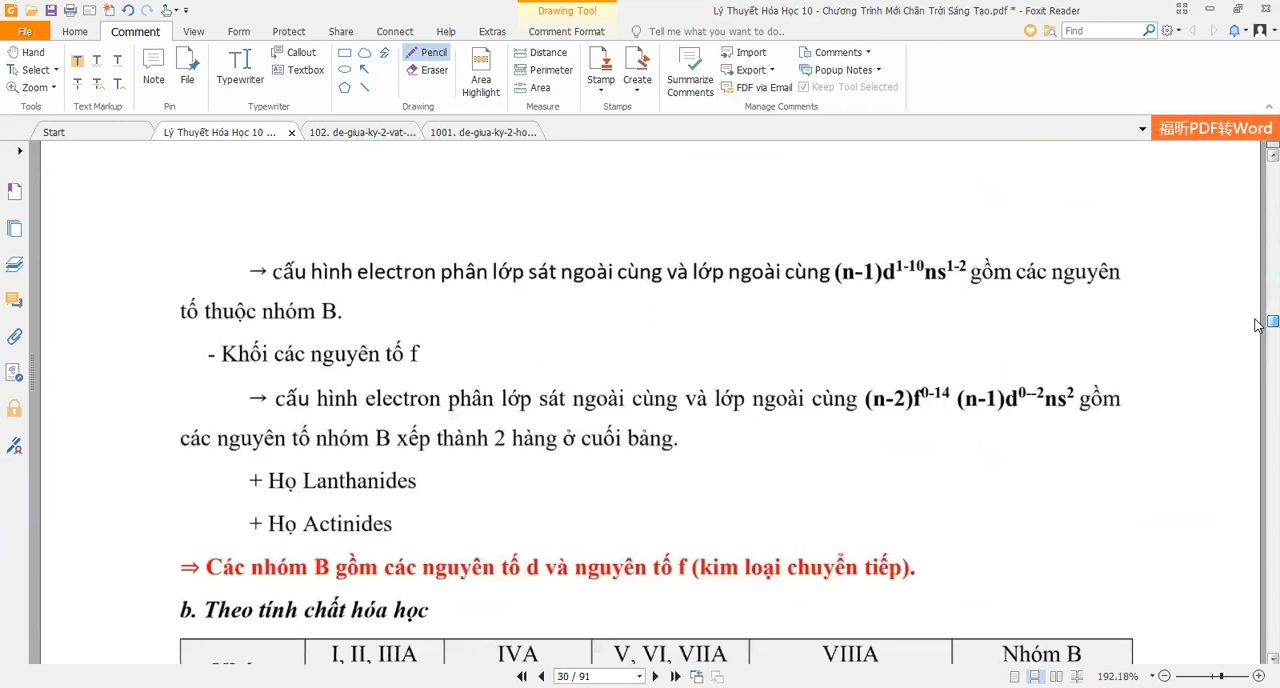 Drawing Tool
Lý Thuyết Hóa Học 10 - Chương Trình Mới Chân Trời Sáng Tạo.pdf * - Foxit Reader
File Home Comment View Form Protect Share Connect Help Extras Comment Format Tell me what you want to do.. Find
Hand Callout Pencil Distance Import Comments
Select Textbox Eraser Perimeter Export Popup Notes
Zoom Note File Typewriter Area Highlight Area Stamp Create Summarize Comments FDF via Email Keep Tool Selected
Tools Text Markup Pin Typewriter Drawing Measure Stamps Manage Comments
Start Lý Thuyết Hóa Học 10 ... 102. de-giua-ky-2-vat-... 1001. de-giua-ky-2-ho... 福昕PDF转Word
→ cấu hình electron phân lớp sát ngoài cùng và lớp ngoài cùng (n-1)d1-10ns1-2 gồm các nguyên
tố thuộc nhóm B.
- Khối các nguyên tố f
→ cấu hình electron phân lớp sát ngoài cùng và lớp ngoài cùng (n-2)f0-14 (n-1)d0--2ns2 gồm
các nguyên tố nhóm B xếp thành 2 hàng ở cuối bảng.
+ Họ Lanthanides
+ Họ Actinides
⇒ Các nhóm B gồm các nguyên tố d và nguyên tố f (kim loại chuyển tiếp).
b. Theo tính chất hóa học
I, II, IIIA IVA V, VI, VIIA VIIIA Nhóm B
30 / 91 192.18%